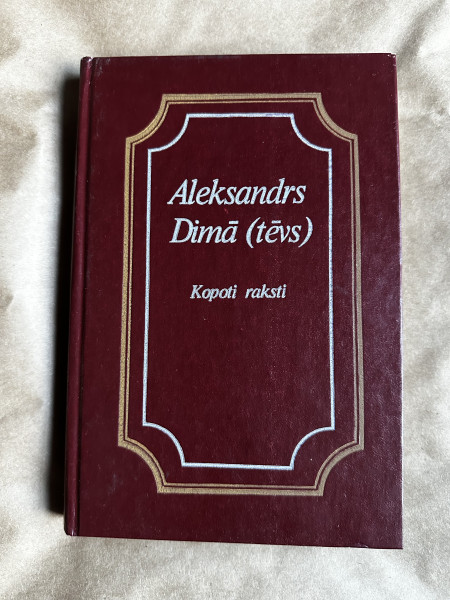 Aleksandrs
Dimā (tēvs)
Kopoti raksti